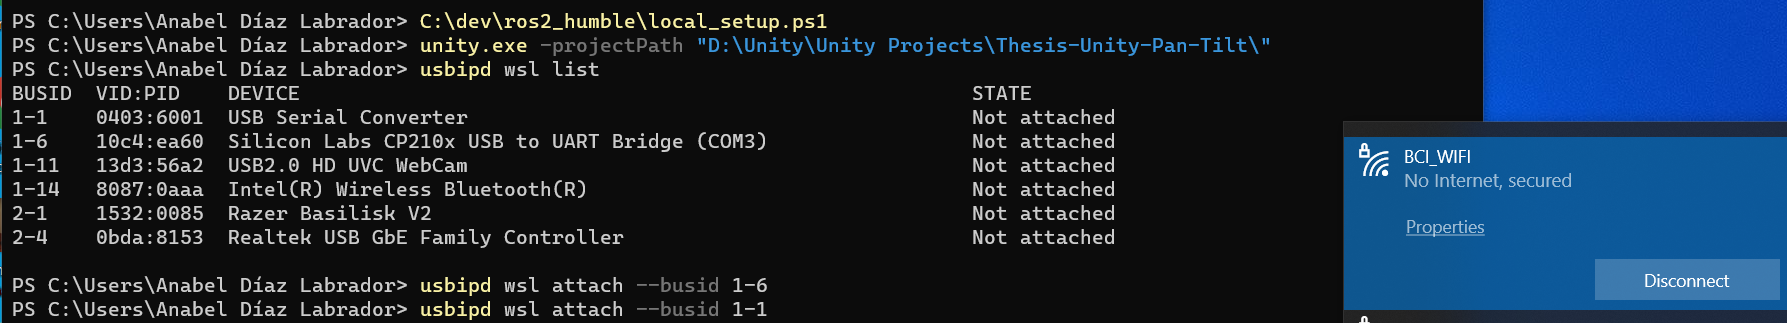 PS C:\Users\Anabel Díaz Labrador> C:\dev\ros2_humble\local_setup.ps1
PS C:\Users\Anabel Díaz Labrador> unity.exe -projectPath "D:\Unity\Unity Projects\Thesis-Unity-Pan-Tilt\"
PS C:\Users\Anabel Díaz Labrador> usbipd wsl list
BUSID  VID:PID    DEVICE                                                        STATE
1-1    0403:6001  USB Serial Converter                                          Not attached
1-6    10c4:ea60  Silicon Labs CP210x USB to UART Bridge (COM3)                 Not attached
1-11   13d3:56a2  USB2.0 HD UVC WebCam                                          Not attached
1-14   8087:0aaa  Intel(R) Wireless Bluetooth(R)                                Not attached
2-1    1532:0085  Razer Basilisk V2                                             Not attached
2-4    0bda:8153  Realtek USB GbE Family Controller                             Not attached
PS C:\Users\Anabel Díaz Labrador> usbipd wsl attach --busid 1-6
PS C:\Users\Anabel Díaz Labrador> usbipd wsl attach --busid 1-1
BCI_WIFI
No Internet, secured
Properties
Disconnect